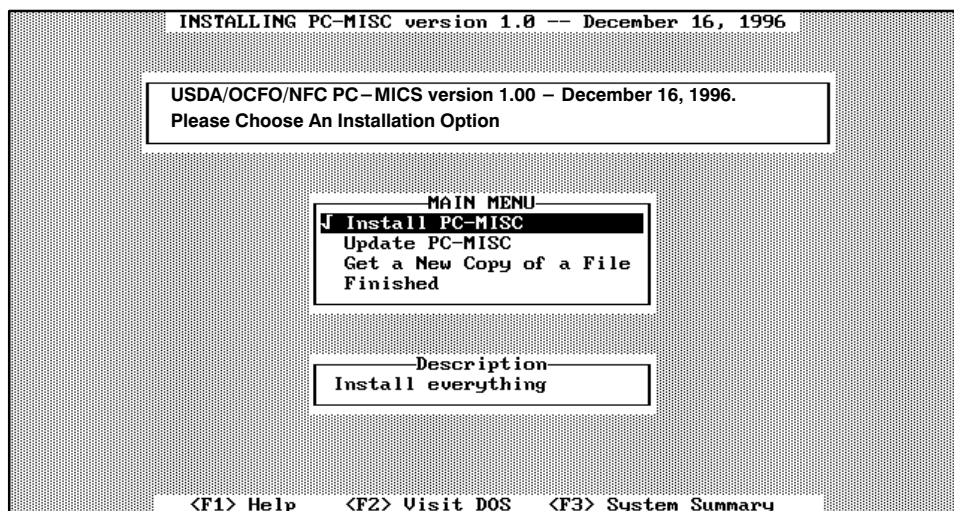 INSTALLING PC-MISC version 1.0 -- December 16, 1996
USDA/OCFO/NFC PC-MICS version 1.00 – December 16, 1996.
Please Choose An Installation Option
MAIN MENU
√ Install PC-MISC
Update PC-MISC
Get a New Copy of a File
Finished
Description
Install everything
<F1> Help <F2> Visit DOS <F3> System Summary